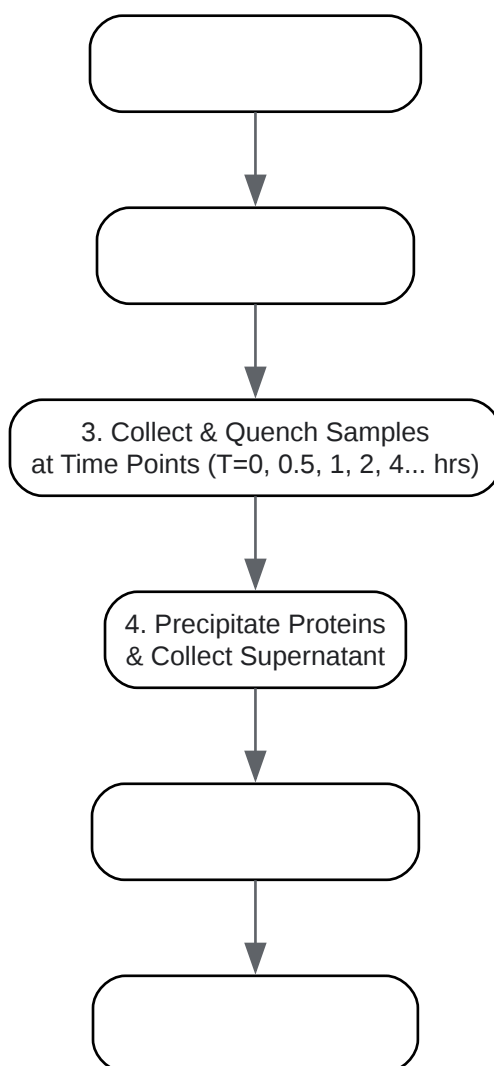 3. Collect & Quench Samples
at Time Points (T=0, 0.5, 1, 2, 4... hrs)
4. Precipitate Proteins
& Collect Supernatant